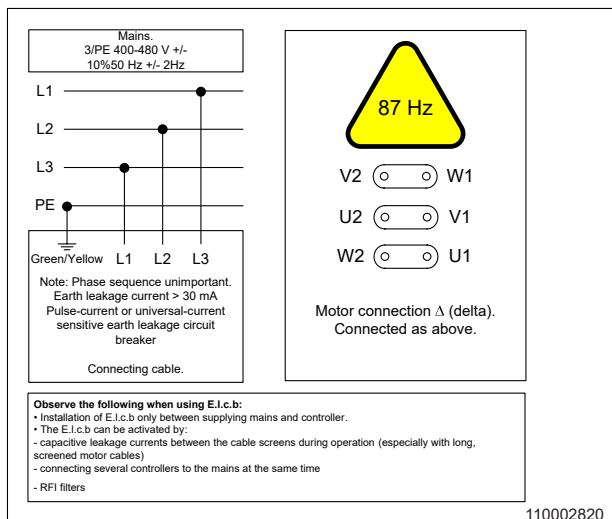 Mains.
3/PE 400-480 V +/-
10%50 Hz +/- 2Hz
L1
L2
L3
PE
Green/Yellow L1 L2 L3
Note: Phase sequence unimportant.
Earth leakage current > 30 mA
Pulse-current or universal-current
sensitive earth leakage circuit
breaker
Connecting cable.
87 Hz
V2 W1
U2 V1
W2 U1
Motor connection Δ (delta).
Connected as above.
Observe the following when using E.l.c.b:
• Installation of E.l.c.b only between supplying mains and controller.
• The E.l.c.b can be activated by:
- capacitive leakage currents between the cable screens during operation (especially with long,
screened motor cables)
- connecting several controllers to the mains at the same time
- RFI filters
110002820